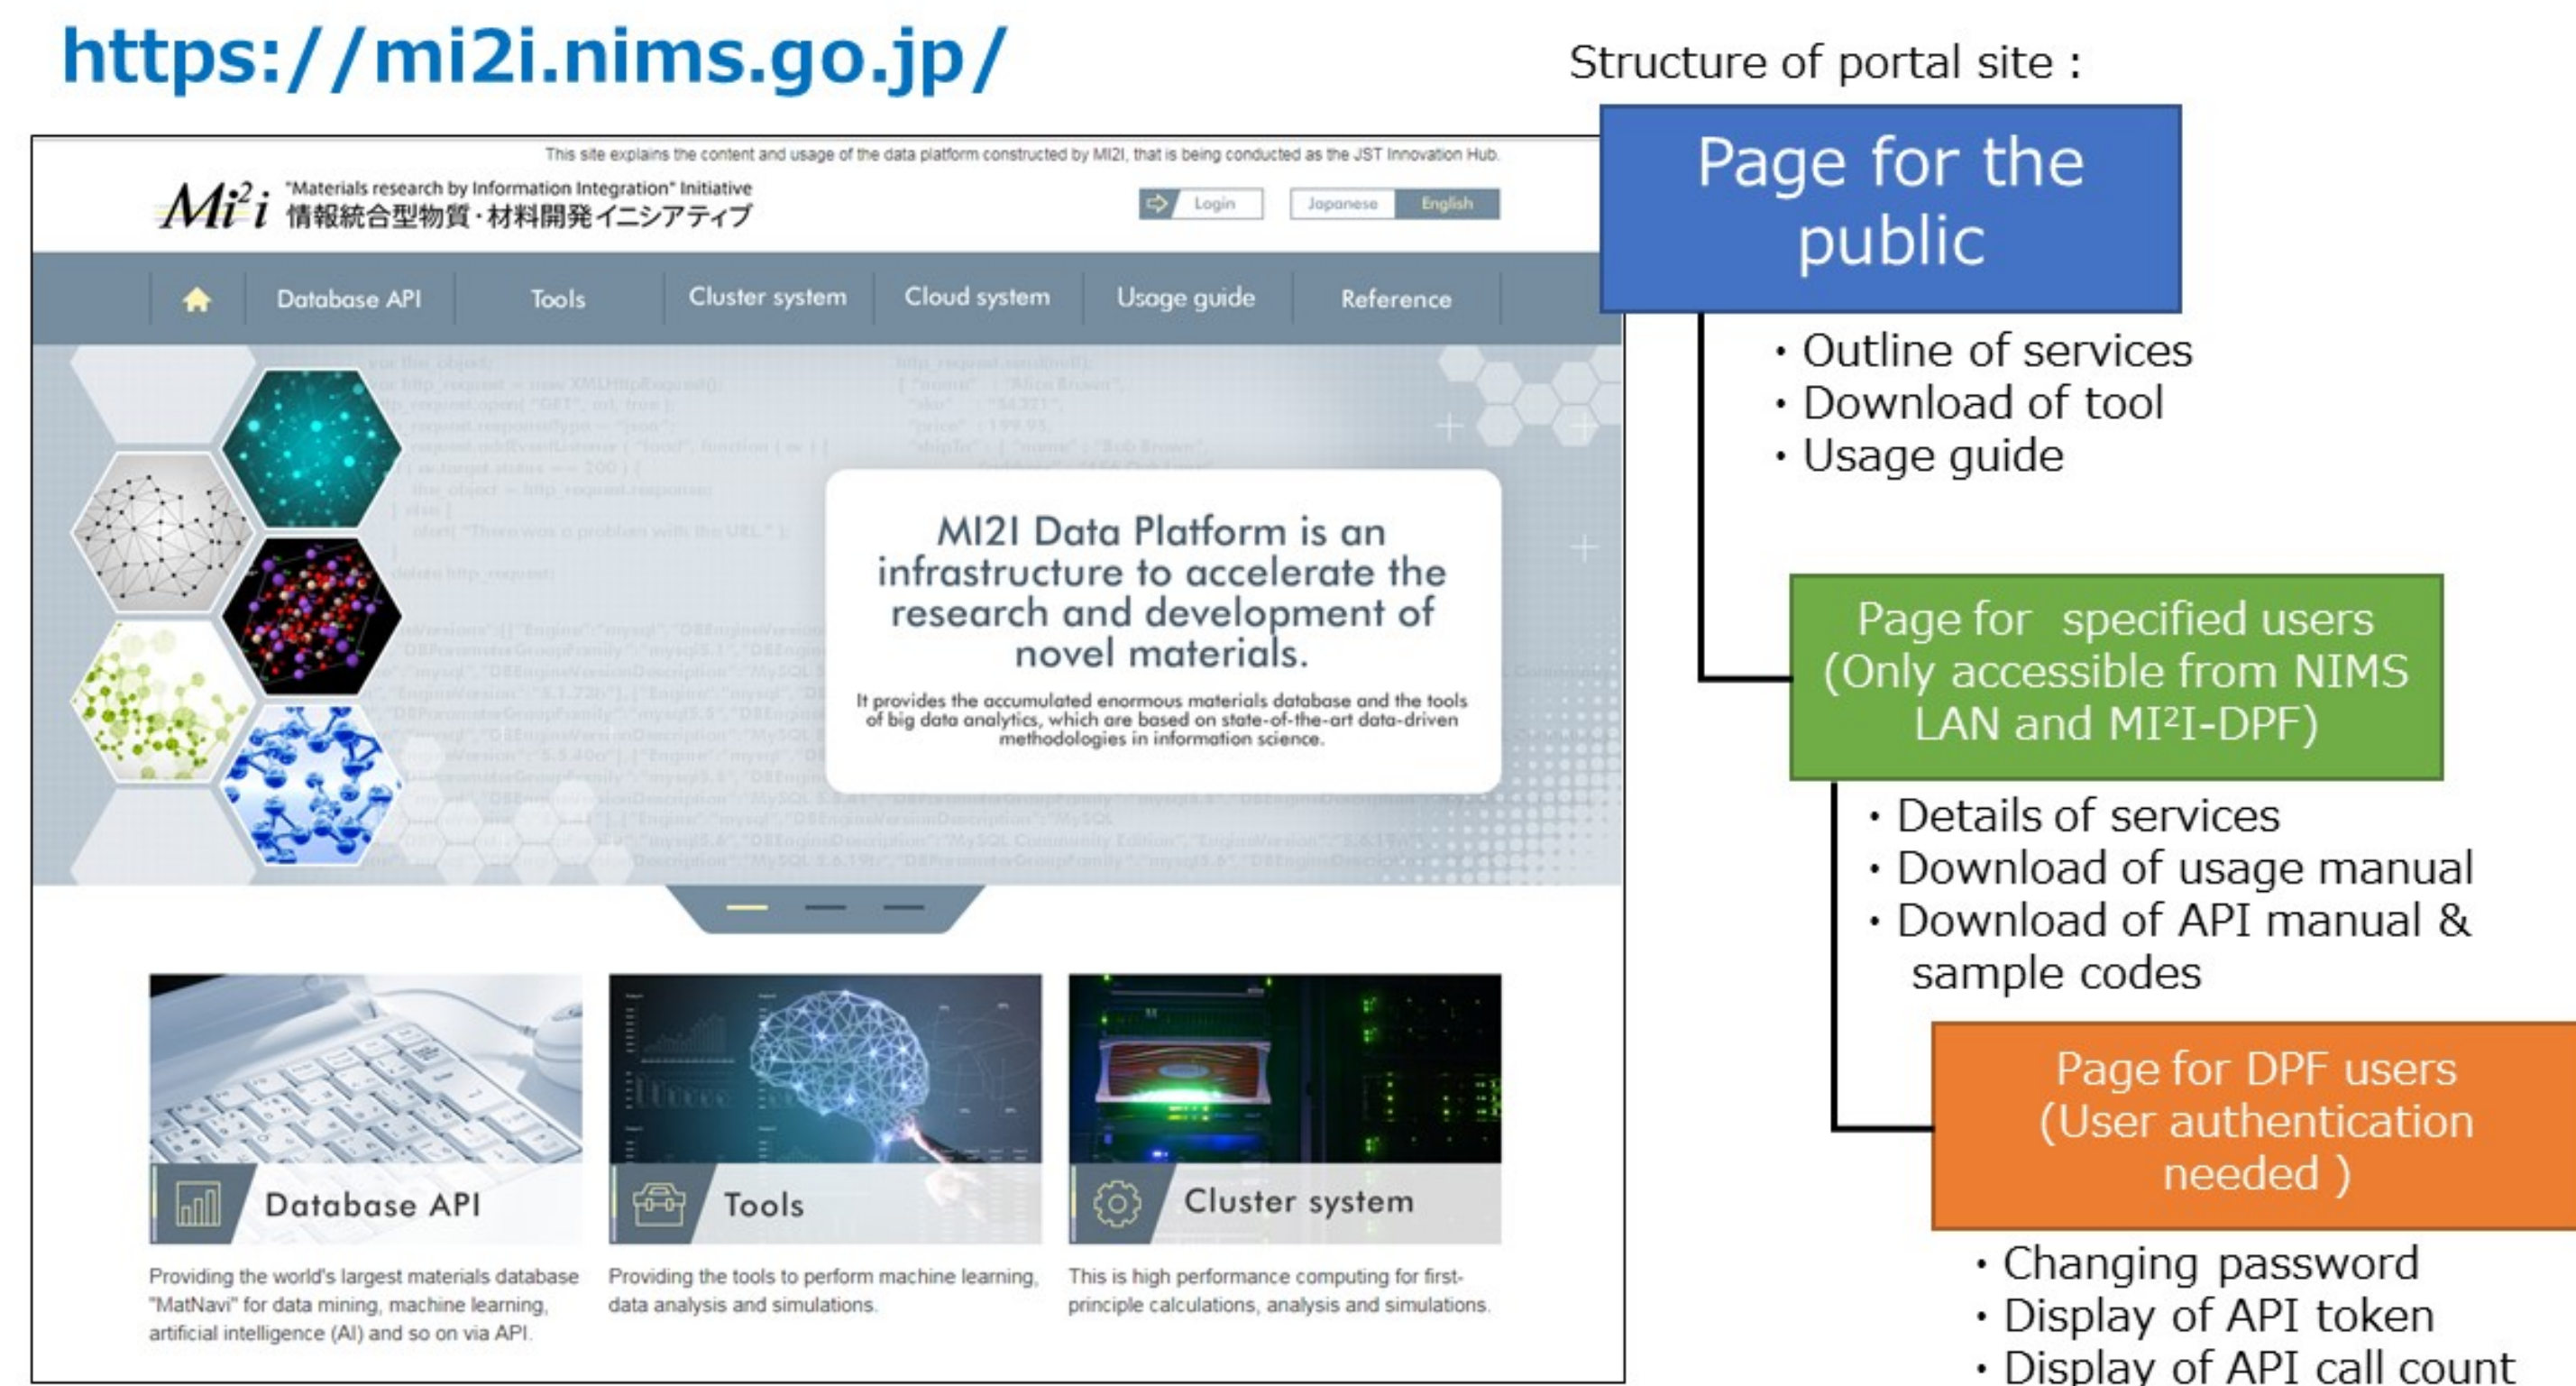 https://mi2i.nims.go.jp/
This site explains the content and usage of the data platform constructed by MI2I, that is being conducted as the JST Innovation Hub.
Mi²i
"Materials research by Information Integration" Initiative
情報統合型物質・材料開発イニシアティブ
Login
Japanese
English
Database API
Tools
Cluster system
Cloud system
Usage guide
Reference
MI2I Data Platform is an
infrastructure to accelerate the
research and development of
novel materials.
It provides the accumulated enormous materials database and the tools
of big data analytics, which are based on state-of-the-art data-driven
methodologies in information science.
Database API
Providing the world's largest materials database
"MatNavi" for data mining, machine learning,
artificial intelligence (AI) and so on via API.
Tools
Providing the tools to perform machine learning,
data analysis and simulations.
Cluster system
This is high performance computing for first-
principle calculations, analysis and simulations.
Structure of portal site :
Page for the
public
・Outline of services
・Download of tool
・Usage guide
Page for specified users
(Only accessible from NIMS
LAN and MI²I-DPF)
・Details of services
・Download of usage manual
・Download of API manual &
sample codes
Page for DPF users
(User authentication
needed )
・Changing password
・Display of API token
・Display of API call count